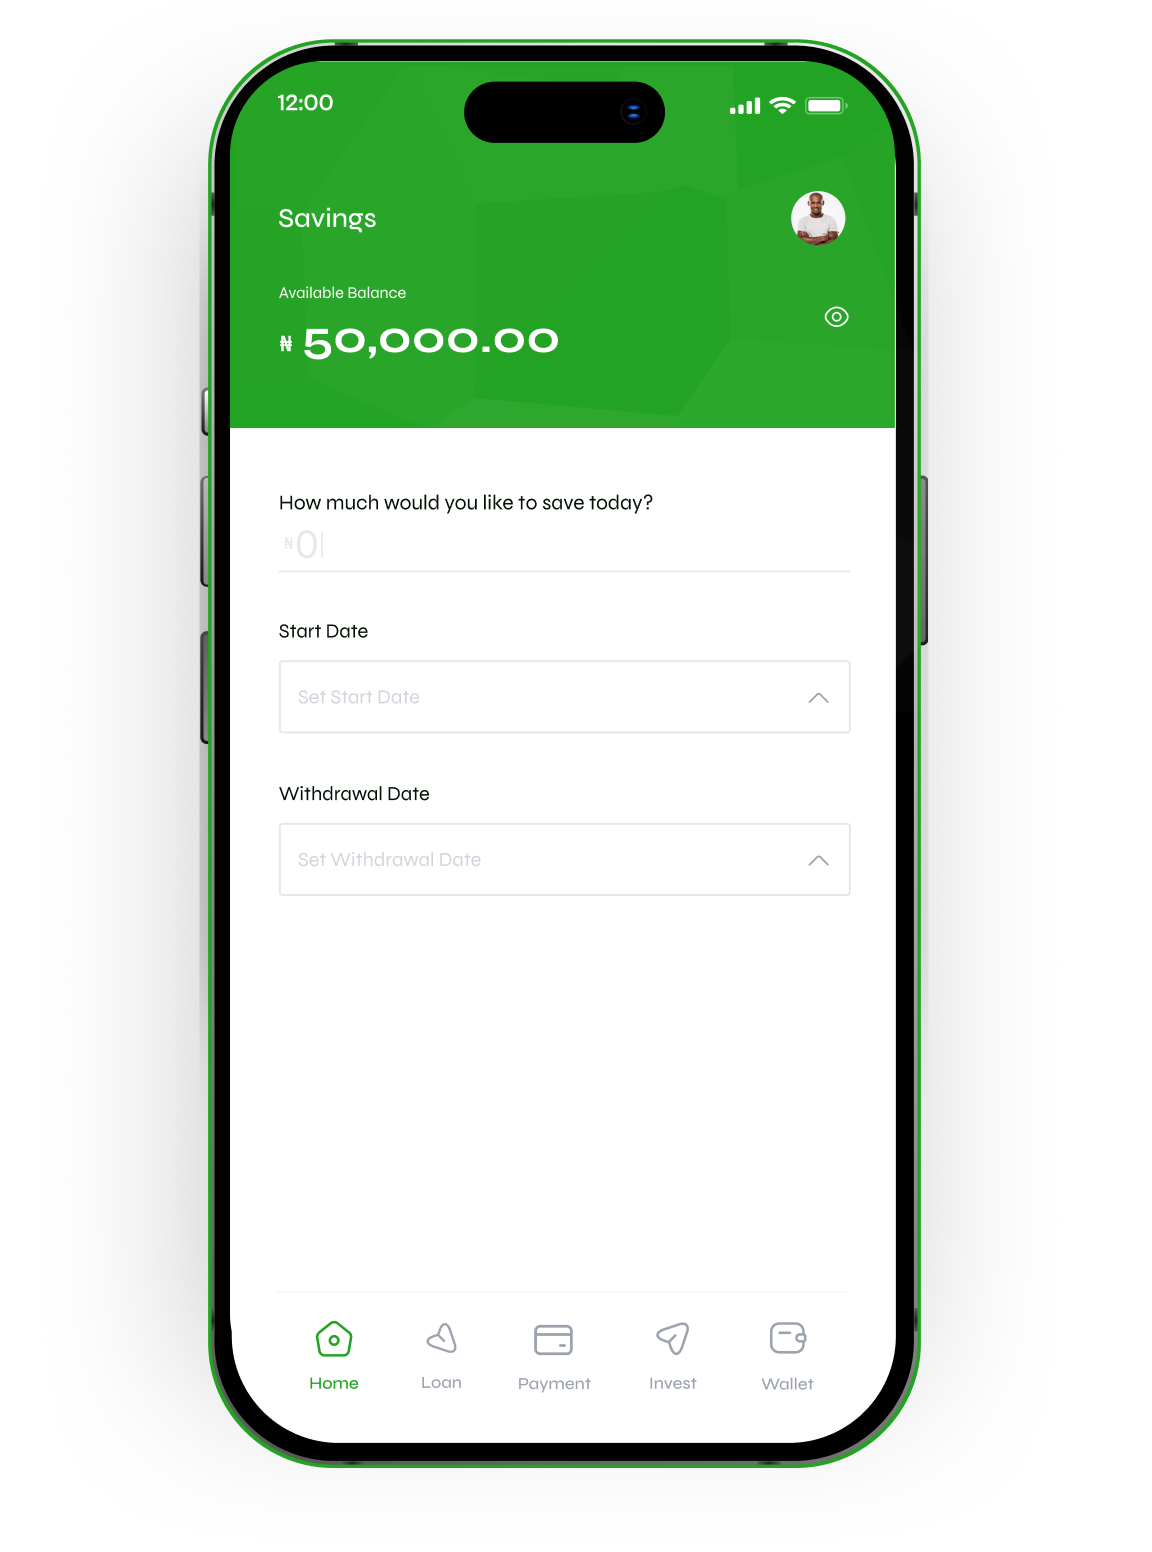 12:00
Savings
Available Balance
₦ 50,000.00
How much would you like to save today?
₦0
Start Date
Set Start Date
Withdrawal Date
Set Withdrawal Date
Home Loan Payment Invest Wallet